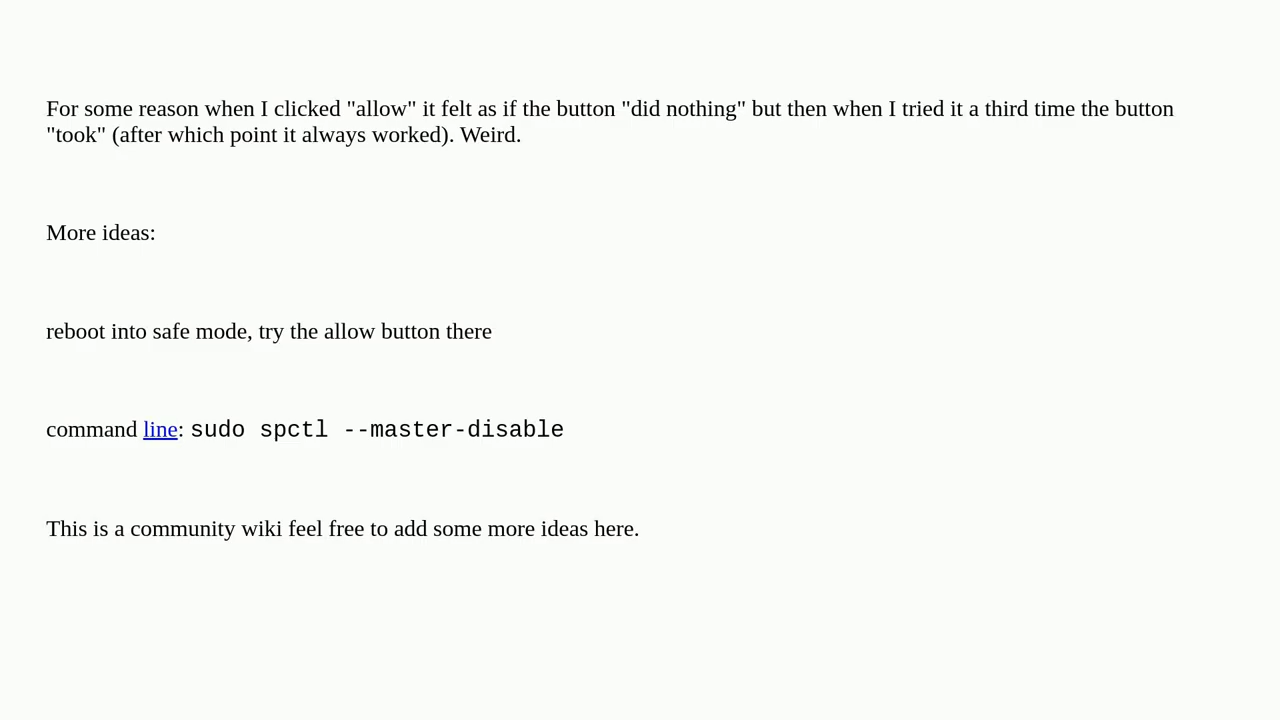 For some reason when I clicked "allow" it felt as if the button "did nothing" but then when I tried it a third time the button
"took" (after which point it always worked). Weird.
More ideas:
reboot into safe mode, try the allow button there
command line: sudo spctl --master-disable
This is a community wiki feel free to add some more ideas here.